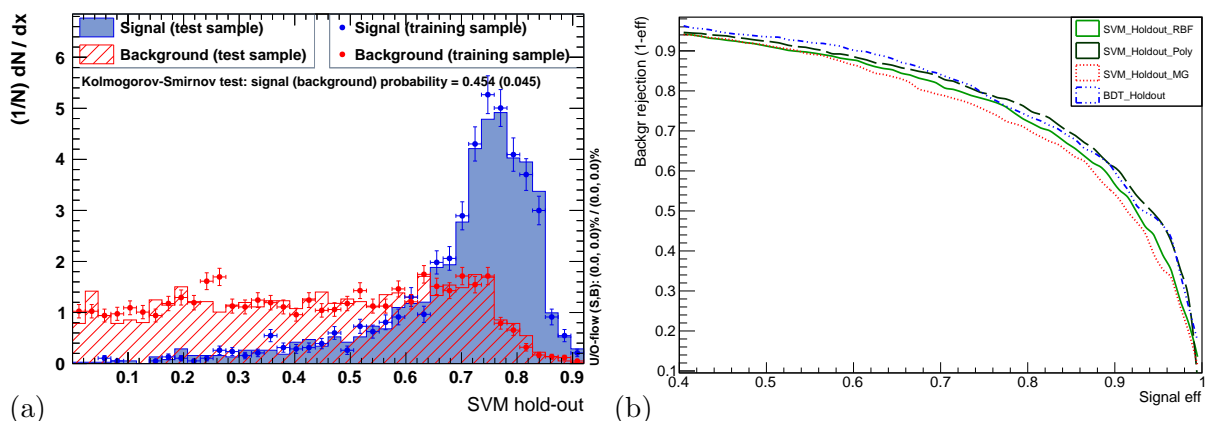 (1/N) dN / dx
Signal (test sample)
Background (test sample)
Signal (training sample)
Background (training sample)
Kolmogorov-Smirnov test: signal (background) probability = 0.454 (0.045)
6
5
4
3
2
1
0
0.1 0.2 0.3 0.4 0.5 0.6 0.7 0.8 0.9
SVM hold-out
U/O-flow (S,B): (0.0, 0.0)% / (0.0, 0.0)%
(a)
Backgr rejection (1-eff)
SVM_Holdout_RBF
SVM_Holdout_Poly
SVM_Holdout_MG
BDT_Holdout
0.9
0.8
0.7
0.6
0.5
0.4
0.3
0.2
0.1
0.4 0.5 0.6 0.7 0.8 0.9 1
Signal eff
(b)